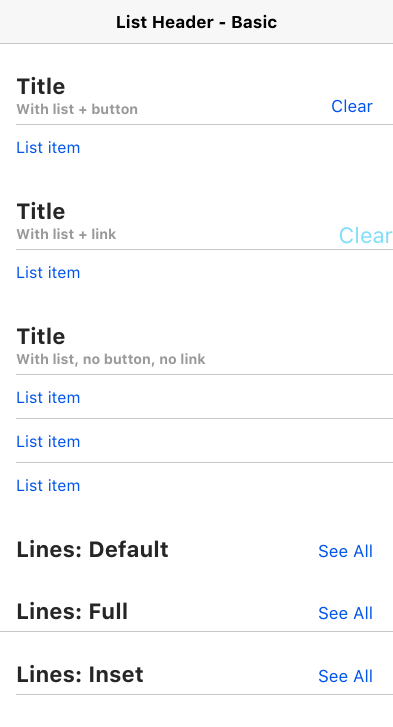 List Header - Basic
Title
With list + button
Clear
List item
Title
With list + link
Clear
List item
Title
With list, no button, no link
List item
List item
List item
Lines: Default See All
Lines: Full See All
Lines: Inset See All